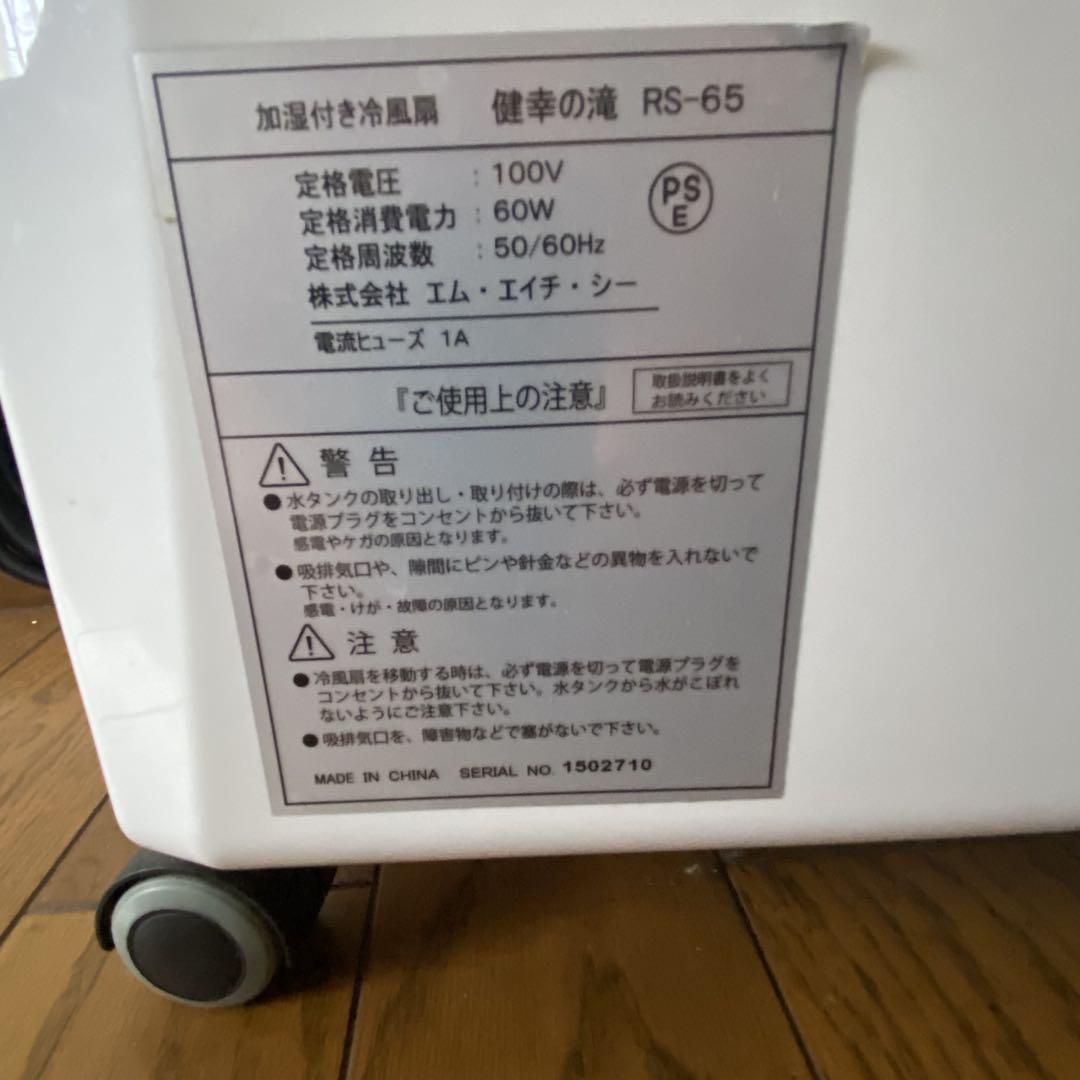 加湿付き冷風扇 健幸の滝 RS-65
定格電圧 : 100V
定格消費電力 : 60W
定格周波数 : 50/60Hz
株式会社 エム・エイチ・シー
電流ヒューズ 1A
PS
E
『ご使用上の注意』
取扱説明書をよく
お読みください
警告
●水タンクの取り出し・取り付けの際は、必ず電源を切って
電源プラグをコンセントから抜いて下さい。
感電やケガの原因となります。
●吸排気口や、隙間にピンや針金などの異物を入れないで
下さい。
感電・けが・故障の原因となります。
注意
●冷風扇を移動する時は、必ず電源を切って電源プラグを
コンセントから抜いて下さい。水タンクから水がこぼれ
ないようにご注意下さい。
●吸排気口を、障害物などで塞がないで下さい。
MADE IN CHINA SERIAL NO. 1502710